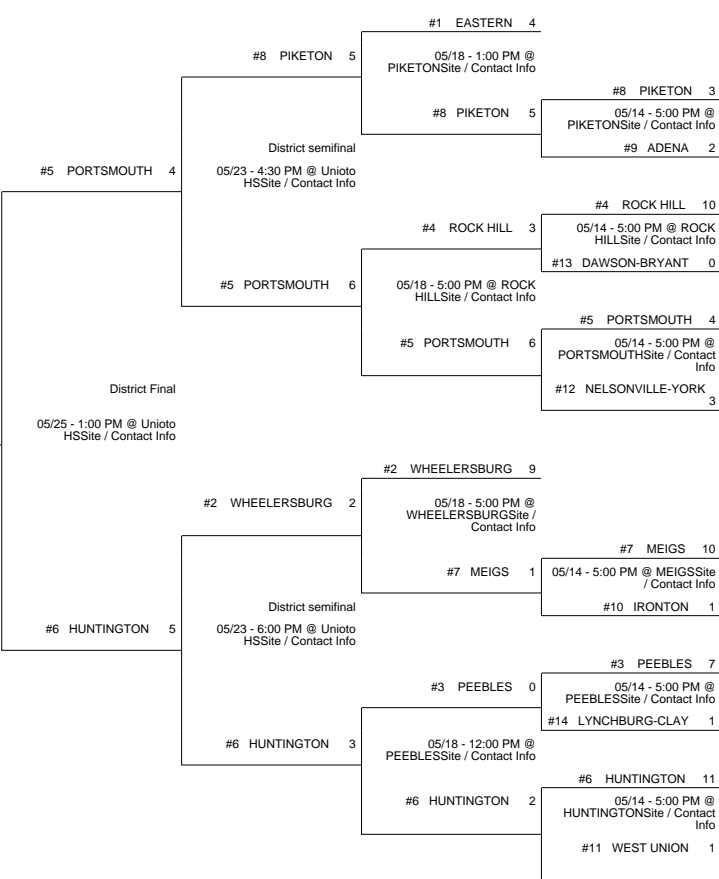 #1 EASTERN 4
#8 PIKETON 5
05/18 - 1:00 PM @
PIKETONSite / Contact Info
#8 PIKETON 3
#8 PIKETON 5
05/14 - 5:00 PM @
PIKETONSite / Contact Info
#9 ADENA 2
District semifinal
#5 PORTSMOUTH 4
05/23 - 4:30 PM @ Unioto
HSSite / Contact Info
#4 ROCK HILL 10
#4 ROCK HILL 3
05/14 - 5:00 PM @ ROCK
HILLSite / Contact Info
#13 DAWSON-BRYANT 0
#5 PORTSMOUTH 6
05/18 - 5:00 PM @ ROCK
HILLSite / Contact Info
#5 PORTSMOUTH 4
#5 PORTSMOUTH 6
05/14 - 5:00 PM @
PORTSMOUTHSite / Contact
Info
#12 NELSONVILLE-YORK
3
District Final
05/25 - 1:00 PM @ Unioto
HSSite / Contact Info
#2 WHEELERSBURG 9
#2 WHEELERSBURG 2
05/18 - 5:00 PM @
WHEELERSBURGSite /
Contact Info
#7 MEIGS 10
#7 MEIGS 1
05/14 - 5:00 PM @ MEIGSSite
/ Contact Info
#10 IRONTON 1
District semifinal
#6 HUNTINGTON 5
05/23 - 6:00 PM @ Unioto
HSSite / Contact Info
#3 PEEBLES 7
#3 PEEBLES 0
05/14 - 5:00 PM @
PEEBLESSite / Contact Info
#14 LYNCHBURG-CLAY 1
#6 HUNTINGTON 3
05/18 - 12:00 PM @
PEEBLESSite / Contact Info
#6 HUNTINGTON 11
#6 HUNTINGTON 2
05/14 - 5:00 PM @
HUNTINGTONSite / Contact
Info
#11 WEST UNION 1